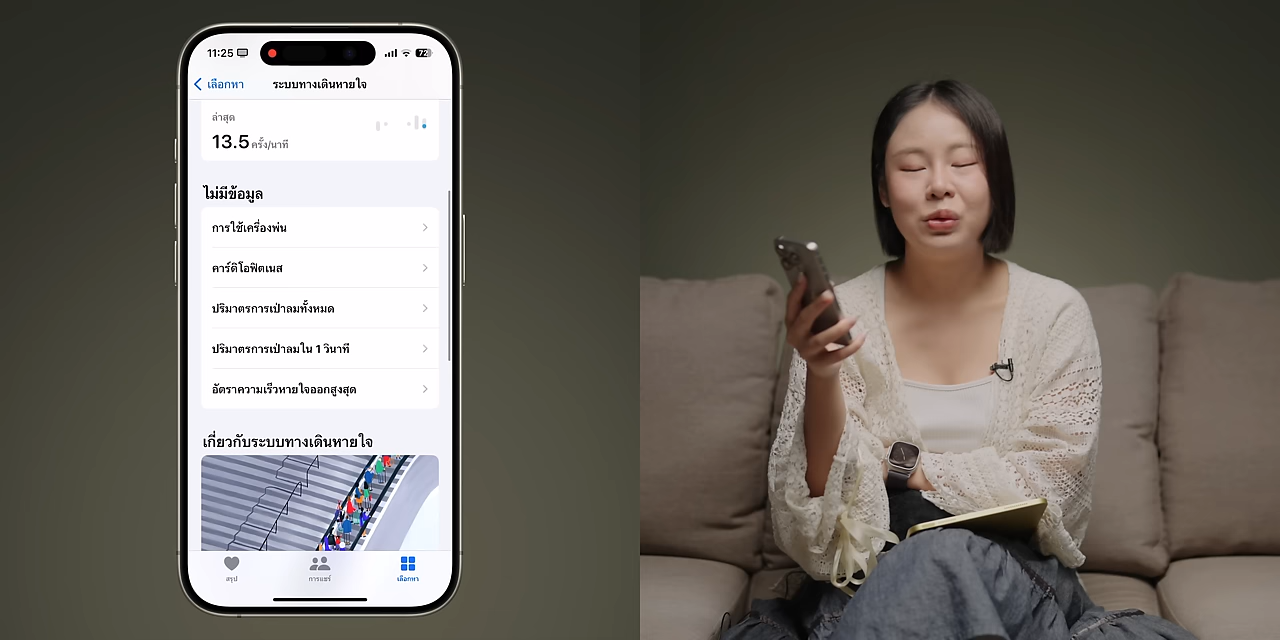 11:25
72
เลือกหา
ระบบทางเดินหายใจ
ล่าสุด
13.5 ครั้ง/นาที
ไม่มีข้อมูล
การใช้เครื่องพ่น
คาร์ดิโอฟิตเนส
ปริมาตรการเป่าลมทั้งหมด
ปริมาตรการเป่าลมใน 1 วินาที
อัตราความเร็วหายใจออกสูงสุด
เกี่ยวกับระบบทางเดินหายใจ
สรุป
การแชร์
เลือกหา